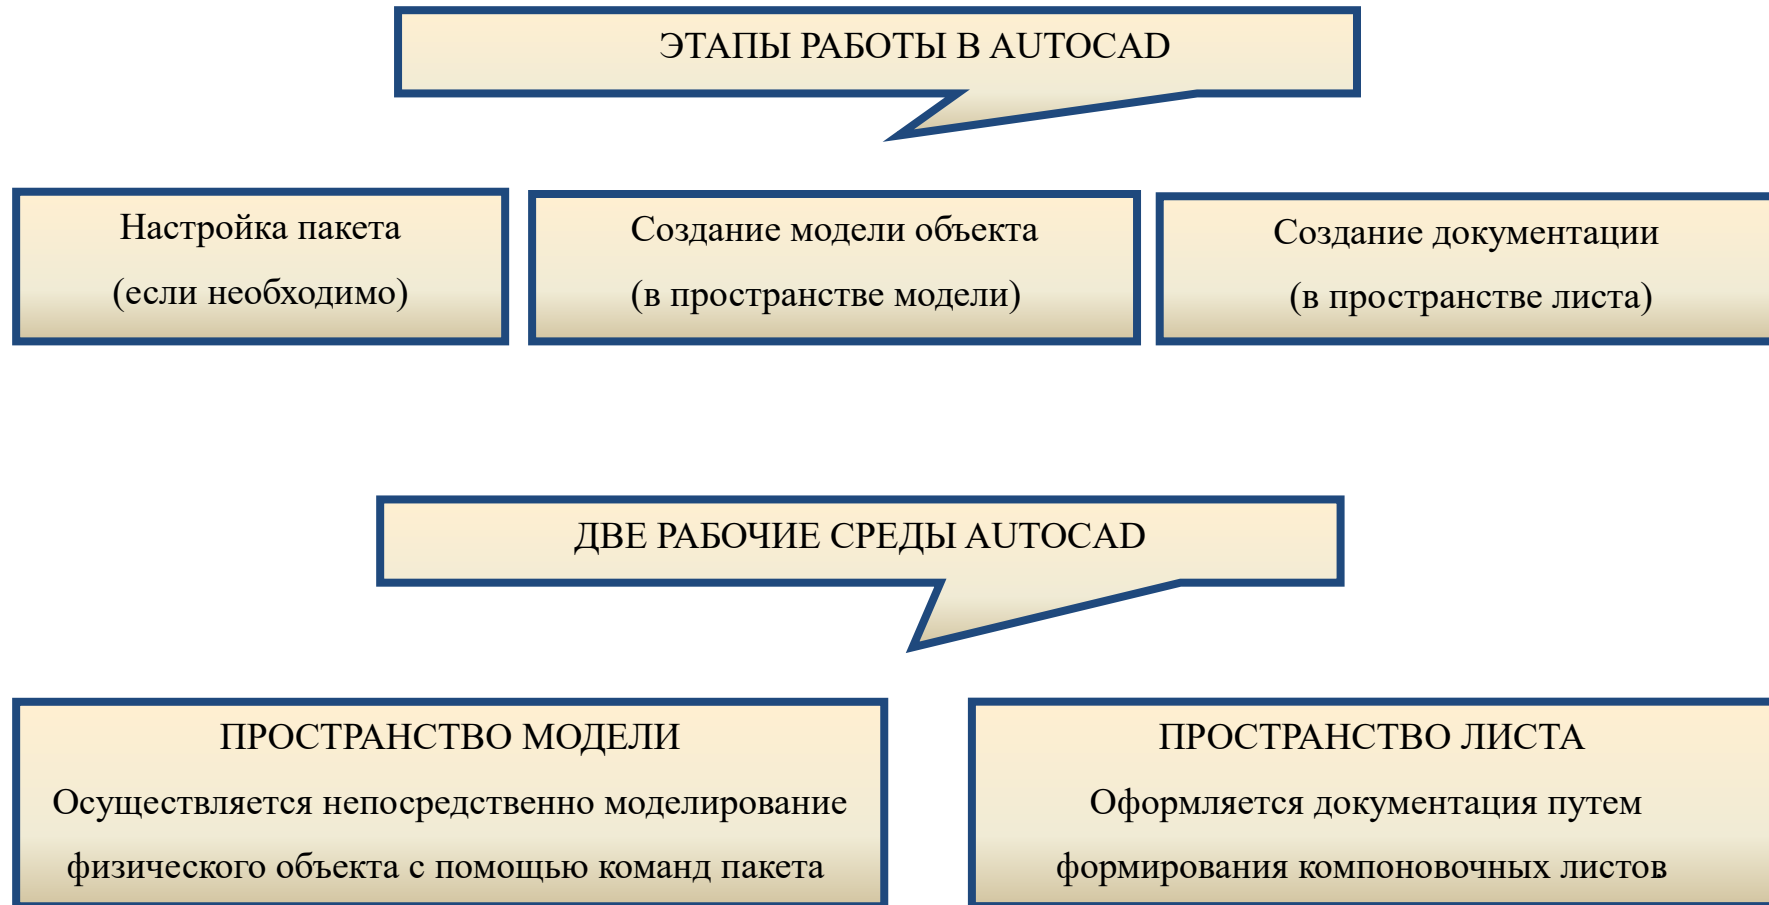 ЭТАПЫ РАБОТЫ В AUTOCAD
Настройка пакета
(если необходимо)
Создание модели объекта
(в пространстве модели)
Создание документации
(в пространстве листа)
ДВЕ РАБОЧИЕ СРЕДЫ AUTOCAD
ПРОСТРАНСТВО МОДЕЛИ
Осуществляется непосредственно моделирование
физического объекта с помощью команд пакета
ПРОСТРАНСТВО ЛИСТА
Оформляется документация путем
формирования компоновочных листов